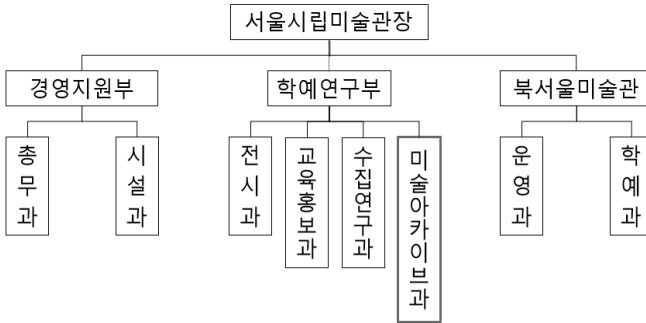 서울시립미술관장
경영지원부
학예연구부
북서울미술관
총무과
시설과
전시과
교육홍보과
수집연구과
미술아카이브과
운영과
학예과